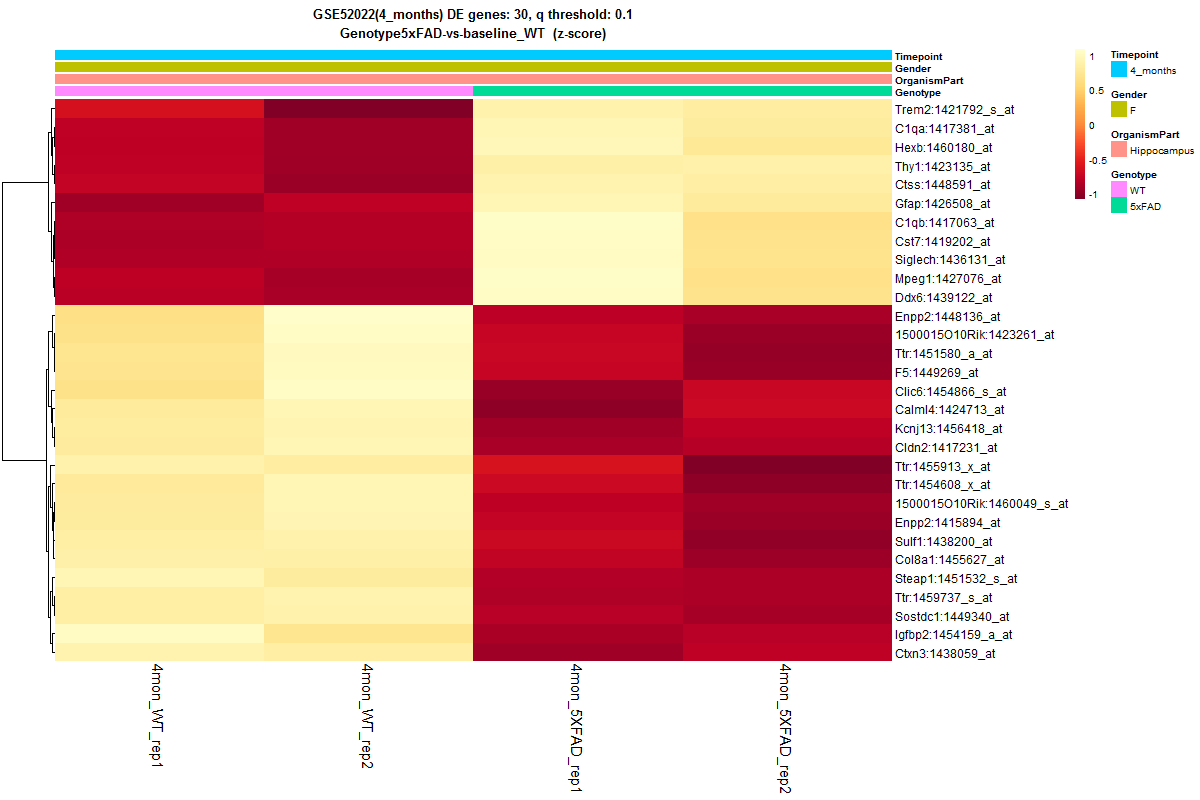 GSE52022(4_months) DE genes: 30, q threshold: 0.1
Genotype5xFAD-vs-baseline_WT (z-score)
Timepoint
Gender
OrganismPart
Genotype
Trem2:1421792_s_at
C1qa:1417381_at
Hexb:1460180_at
Thy1:1423135_at
Ctss:1448591_at
Gfap:1426508_at
C1qb:1417063_at
Cst7:1419202_at
Siglech:1436131_at
Mpeg1:1427076_at
Ddx6:1439122_at
Enpp2:1448136_at
1500015O10Rik:1423261_at
Ttr:1451580_a_at
F5:1449269_at
Clic6:1454866_s_at
Calml4:1424713_at
Kcnj13:1456418_at
Cldn2:1417231_at
Ttr:1455913_x_at
Ttr:1454608_x_at
1500015O10Rik:1460049_s_at
Enpp2:1415894_at
Sulf1:1438200_at
Col8a1:1455627_at
Steap1:1451532_s_at
Ttr:1459737_s_at
Sostdc1:1449340_at
Igfbp2:1454159_a_at
Ctxn3:1438059_at
4mon_WT_rep1
4mon_WT_rep2
4mon_5XFAD_rep1
4mon_5XFAD_rep2
1
0.5
0
-0.5
-1
Timepoint
4_months
Gender
F
OrganismPart
Hippocampus
Genotype
WT
5xFAD